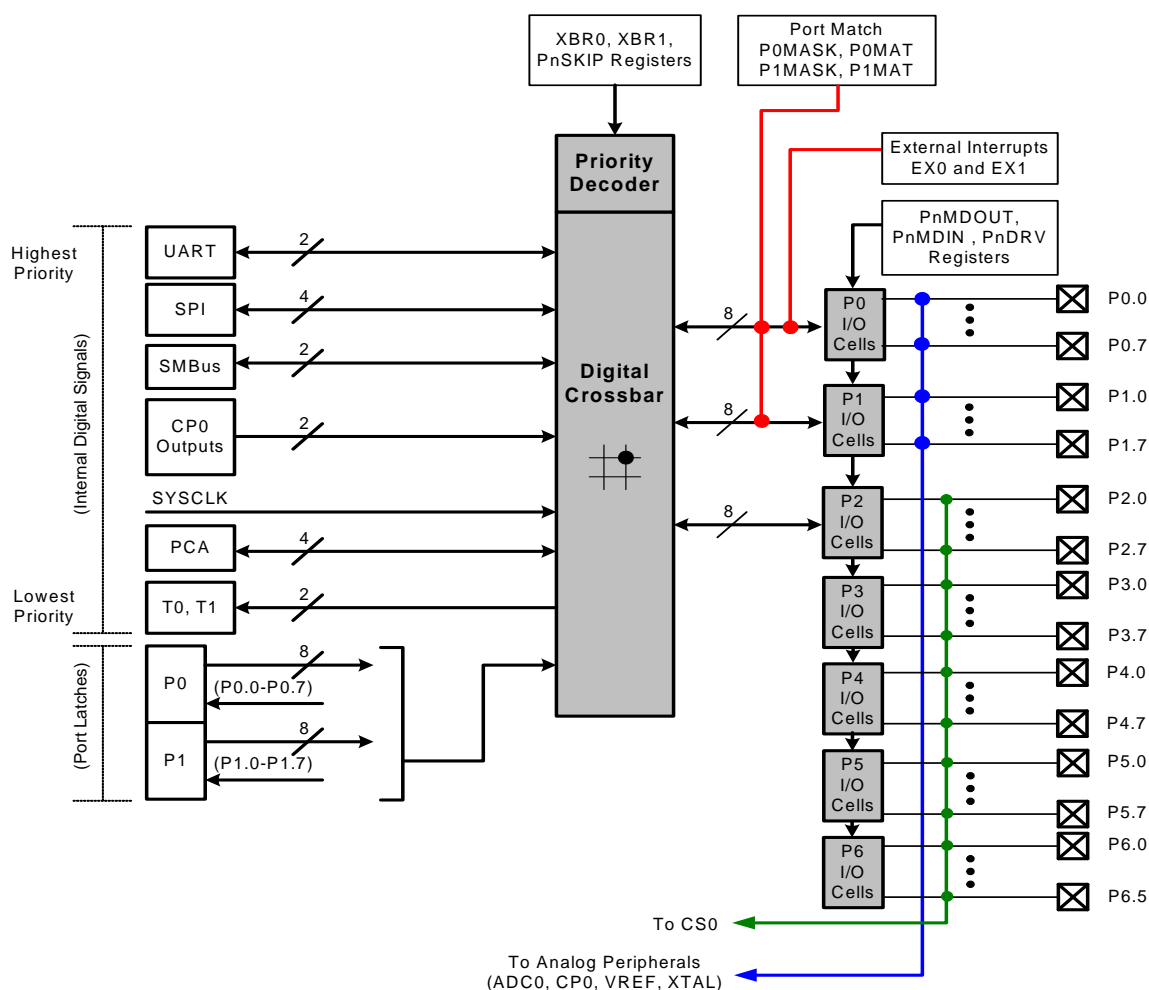 XBR0, XBR1,
PnSKIP Registers
Port Match
P0MASK, P0MAT
P1MASK, P1MAT
External Interrupts
EX0 and EX1
Priority
Decoder
PnMDOUT,
PnMDIN , PnDRV
Registers
Highest
Priority
(Internal Digital Signals)
UART
2
SPI
4
SMBus
2
CP0
Outputs
2
SYSCLK
PCA
4
Lowest
Priority
T0, T1
2
Digital
Crossbar
8
8
8
(Port Latches)
P0
8
(P0.0-P0.7)
P1
8
(P1.0-P1.7)
P0
I/O
Cells
P0.0
P0.7
P1
I/O
Cells
P1.0
P1.7
P2
I/O
Cells
P2.0
P2.7
P3
I/O
Cells
P3.0
P3.7
P4
I/O
Cells
P4.0
P4.7
P5
I/O
Cells
P5.0
P5.7
P6
I/O
Cells
P6.0
P6.5
To CS0
To Analog Peripherals
(ADC0, CP0, VREF, XTAL)